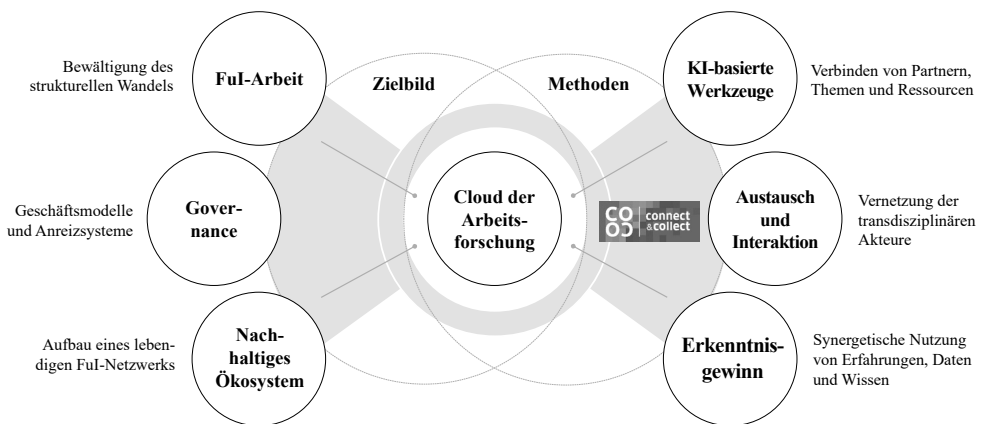 Bewältigung des
strukturellen Wandels
FuI-Arbeit
Zielbild
Methoden
KI-basierte
Werkzeuge
Verbinden von Partnern,
Themen und Ressourcen
Geschäftsmodelle
und Anreizsysteme
Gover-
nance
Cloud der
Arbeits-
forschung
CO
CO
connect
&collect
Austausch
und
Interaktion
Vernetzung der
transdisziplinären
Akteure
Aufbau eines leben-
digen FuI-Netzwerks
Nach-
haltiges
Ökosystem
Erkenntnis-
gewinn
Synergetische Nutzung
von Erfahrungen, Daten
und Wissen